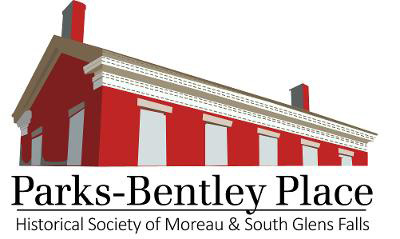 Parks-Bentley Place
Historical Society of Moreau & South Glens Falls